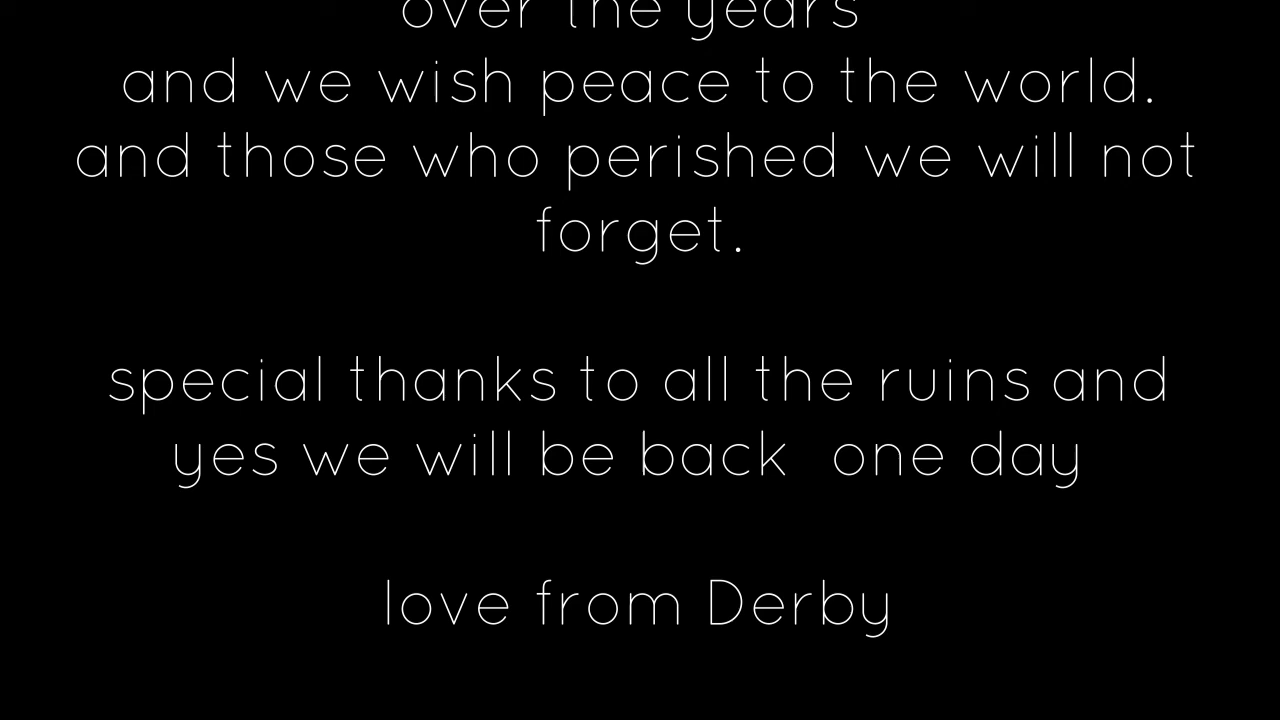 over the years
and we wish peace to the world.
and those who perished we will not
forget.
special thanks to all the ruins and
yes we will be back  one day
love from Derby